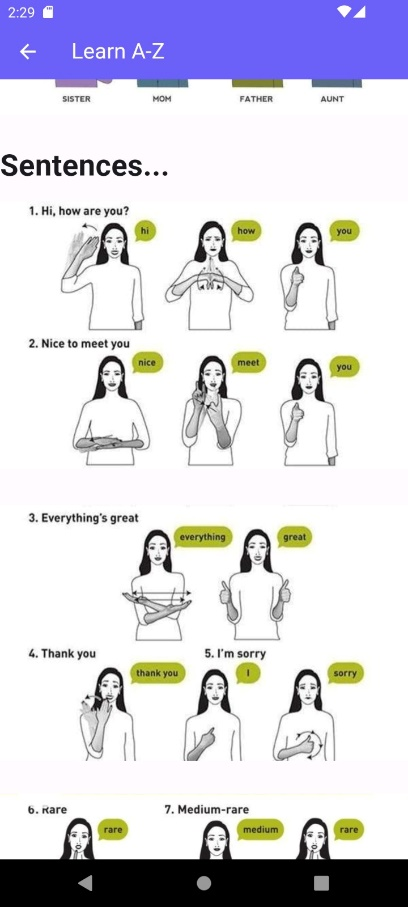 2:29
Learn A-Z
SISTER MOM FATHER AUNT
Sentences...
1. Hi, how are you?
hi how you
2. Nice to meet you
nice meet you
3. Everything's great
everything great
4. Thank you 5. I'm sorry
thank you I sorry
6. Rare 7. Medium-rare
rare medium rare